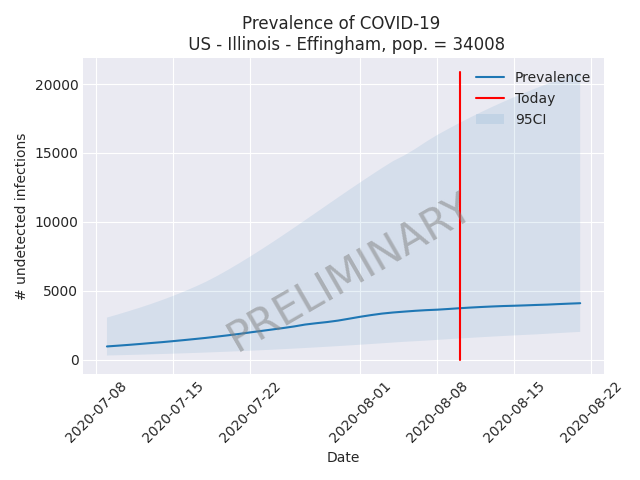 Prevalence of COVID-19
US - Illinois - Effingham, pop. = 34008
Prevalence
Today
95CI
20000
15000
10000
5000
0
# undetected infections
PRELIMINARY
2020-07-08
2020-07-15
2020-07-22
2020-08-01
2020-08-08
2020-08-15
2020-08-22
Date